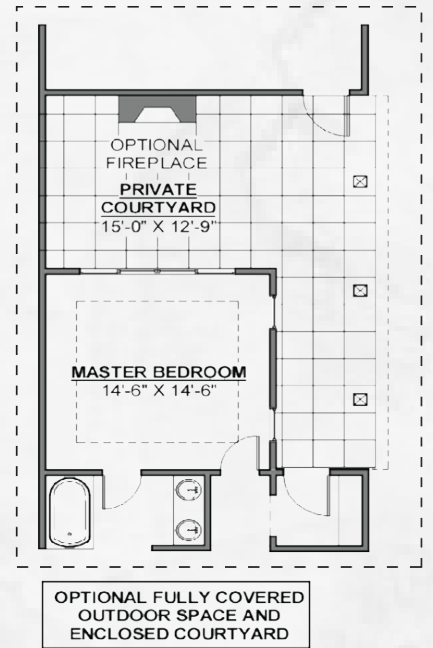 OPTIONAL
FIREPLACE
PRIVATE
COURTYARD
15'-0" X 12'-9"
MASTER BEDROOM
14'-6" X 14'-6"
OPTIONAL FULLY COVERED
OUTDOOR SPACE AND
ENCLOSED COURTYARD